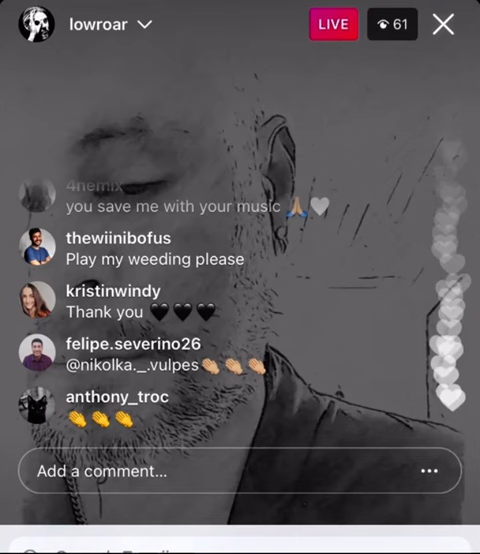 lowroar
LIVE
61
4nemix
you save me with your music 🙏🏽🤍
thewiinibofus
Play my weeding please
kristinwindy
Thank you 🖤🖤🖤
felipe.severino26
@nikolka._.vulpes👏🏼👏🏼👏🏼
anthony_troc
👏👏👏
Add a comment...